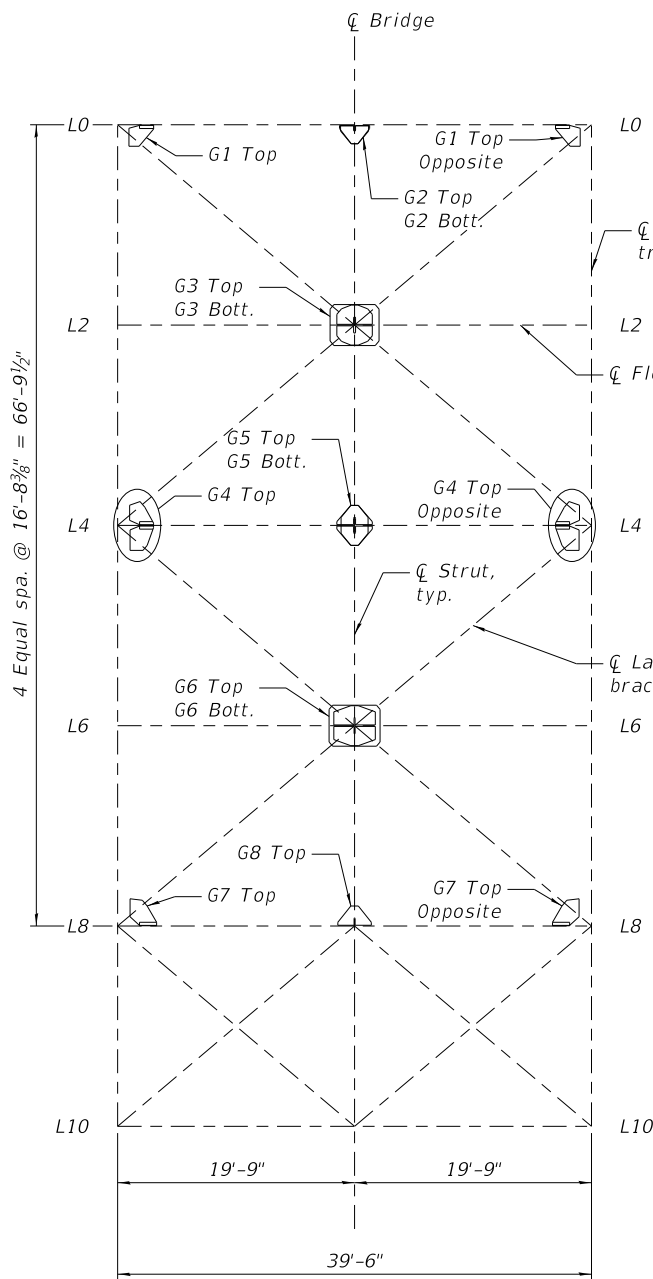 ℄ Bridge
L0
L0
G1 Top
G1 Top
Opposite
G2 Top
G2 Bott.
℄
G3 Top
G3 Bott.
L2
L2
℄
4 Equal spa. @ 16'-8⅜" = 66'-9½"
G5 Top
G5 Bott.
G4 Top
G4 Top
Opposite
L4
L4
℄ Strut,
typ.
℄
G6 Top
G6 Bott.
L6
L6
G8 Top
G7 Top
G7 Top
Opposite
L8
L8
L10
L10
19'-9"
19'-9"
39'-6"